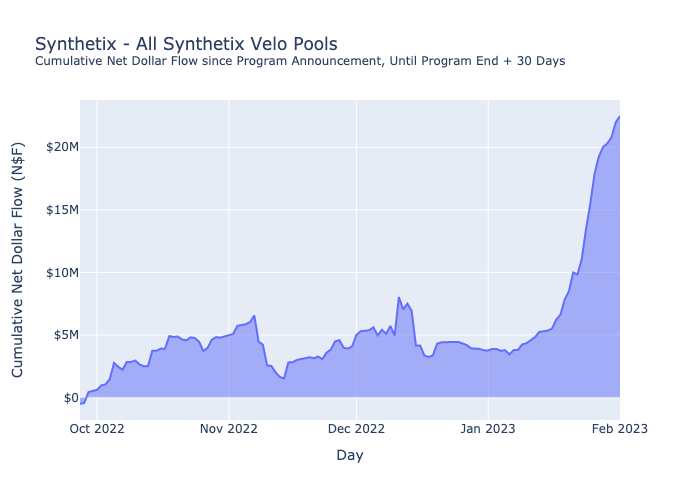 Synthetix - All Synthetix Velo Pools
Cumulative Net Dollar Flow since Program Announcement, Until Program End + 30 Days
Cumulative Net Dollar Flow (N$F)
$20M
$15M
$10M
$5M
$0
Oct 2022
Nov 2022
Dec 2022
Jan 2023
Feb 2023
Day